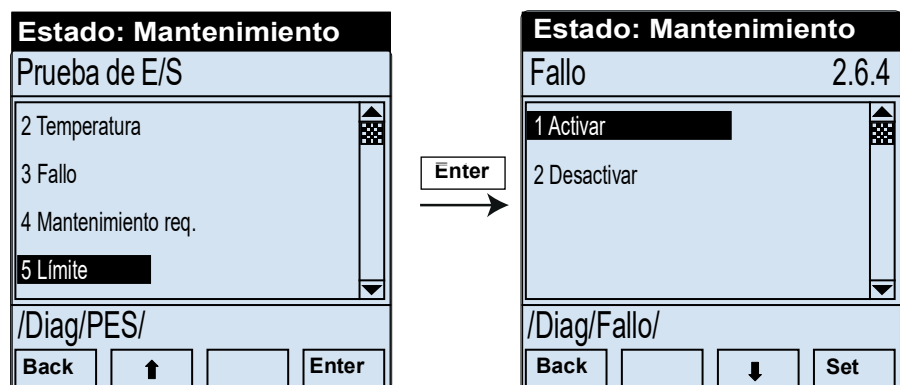 Estado: Mantenimiento
Prueba de E/S
2 Temperatura
3 Fallo
4 Mantenimiento req.
5 Límite
/Diag/PES/
Back
Enter
Enter
Estado: Mantenimiento
Fallo 2.6.4
1 Activar
2 Desactivar
/Diag/Fallo/
Back
Set